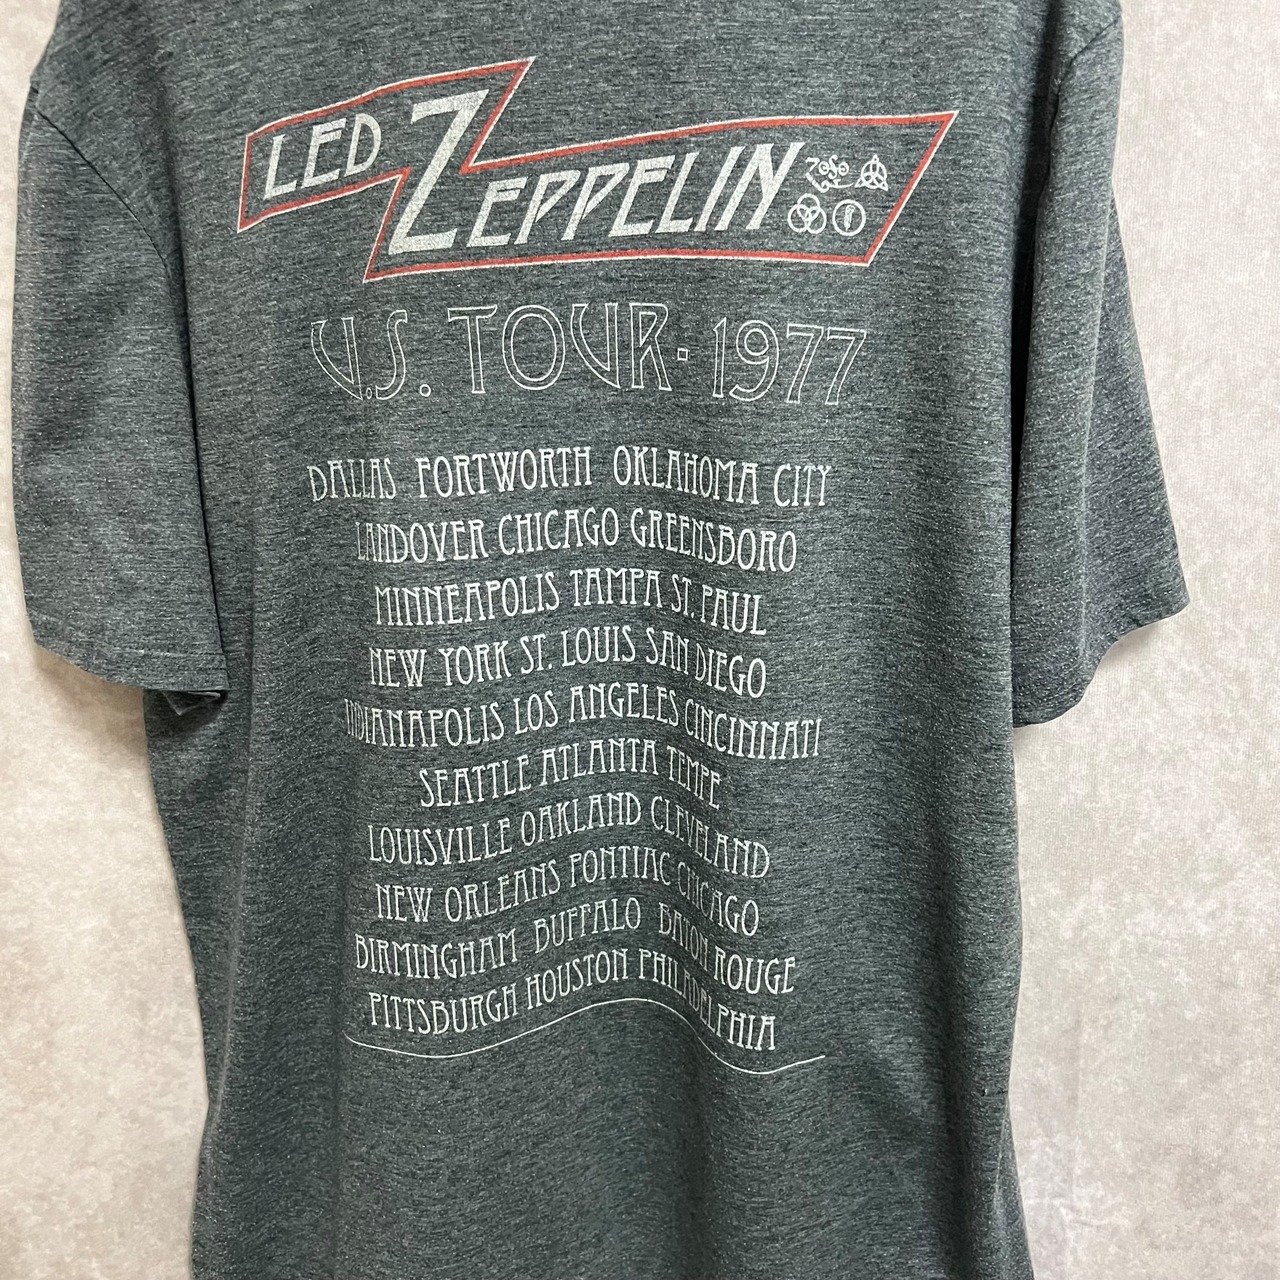 LED ZEPPELIN
ZOSO
U.S. TOUR · 1977
DALLAS FORTWORTH OKLAHOMA CITY
LANDOVER CHICAGO GREENSBORO
MINNEAPOLIS TAMPA ST. PAUL
NEW YORK ST. LOUIS SAN DIEGO
INDIANAPOLIS LOS ANGELES CINCINNATI
SEATTLE ATLANTA TEMPE
LOUISVILLE OAKLAND CLEVELAND
NEW ORLEANS PONTIAC CHICAGO
BIRMINGHAM BUFFALO BATON ROUGE
PITTSBURGH HOUSTON PHILADELPHIA